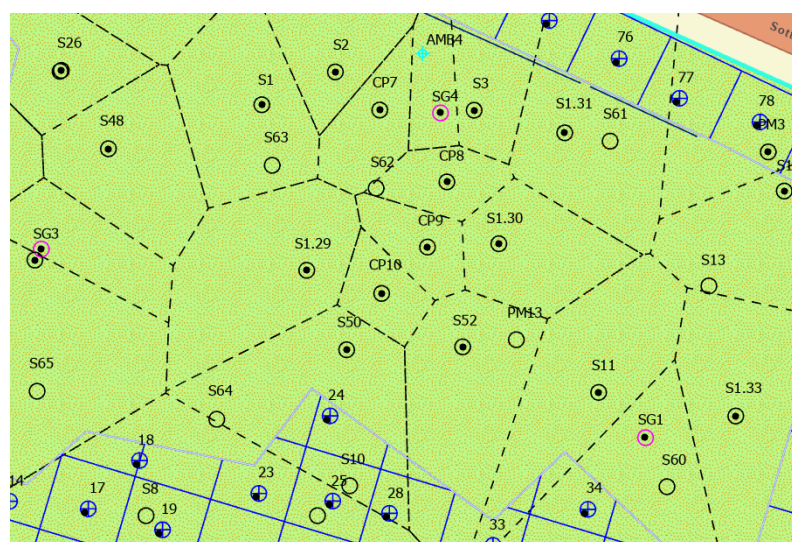 Sott
76
AMB4
S26
S2
77
S1
CP7
SG4
S3
78
S1.31
S61
PM3
S48
S63
S62
CP8
S1
SG3
S1.29
CP9
S1.30
S13
CP10
S50
S52
PM13
S65
S64
S11
S1.33
24
SG1
18
S10
23
25
28
S60
14
17
S8
19
34
33